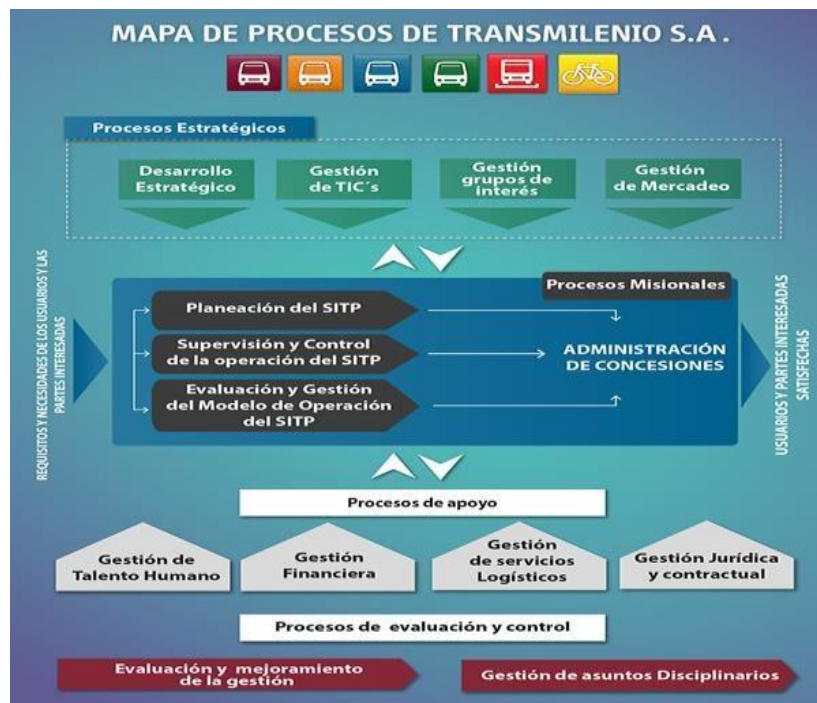 MAPA DE PROCESOS DE TRANSMILENIO S.A.
Procesos Estratégicos
Desarrollo
Estratégico
Gestión
de TIC´s
Gestión
grupos de
interés
Gestión
de Mercadeo
REQUISITOS Y NECESIDADES DE LOS USUARIOS Y LAS
PARTES INTERESADAS
Procesos Misionales
Planeación del SITP
Supervisión y Control
de la operación del SITP
Evaluación y Gestión
del Modelo de Operación
del SITP
ADMINISTRACIÓN
DE CONCESIONES
USUARIOS Y PARTES INTERESADAS
SATISFECHAS
Procesos de apoyo
Gestión de
Talento Humano
Gestión
Financiera
Gestión
de servicios
Logísticos
Gestión Jurídica
y contractual
Procesos de evaluación y control
Evaluación y mejoramiento
de la gestión
Gestión de asuntos Disciplinarios